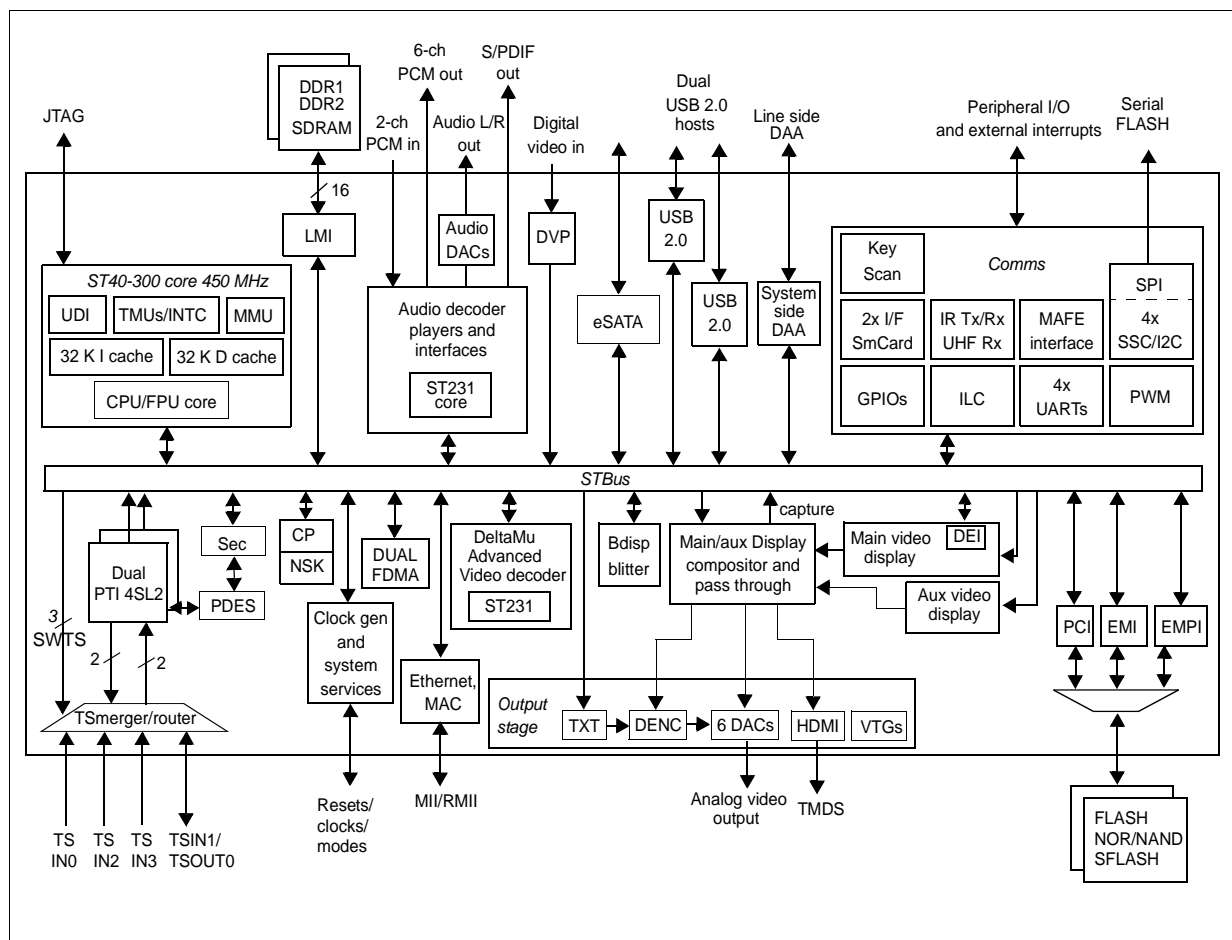 6-ch
PCM out
S/PDIF
out
DDR1
DDR2
SDRAM
JTAG
2-ch
PCM in
Audio L/R
out
Digital
video in
Dual
USB 2.0
hosts
Line side
DAA
Peripheral I/O
and external interrupts
Serial
FLASH
16
LMI
Audio
DACs
DVP
USB
2.0
Key
Scan
Comms
ST40-300 core 450 MHz
UDI
TMUs/INTC
MMU
32 K I cache
32 K D cache
CPU/FPU core
Audio decoder
players and
interfaces
ST231
core
eSATA
USB
2.0
System
side
DAA
SPI
2x I/F
SmCard
IR Tx/Rx
UHF Rx
MAFE
interface
4x
SSC/I2C
GPIOs
ILC
4x
UARTs
PWM
STBus
capture
Dual
PTI 4SL2
Sec
PDES
CP
NSK
DUAL
FDMA
DeltaMu
Advanced
Video decoder
ST231
Bdisp
blitter
Main/aux Display
compositor and
pass through
Main video
display
DEI
Aux video
display
3
SWTS
2
2
Clock gen
and
system
services
Ethernet,
MAC
PCI
EMI
EMPI
TSmerger/router
Output
stage
TXT
DENC
6 DACs
HDMI
VTGs
TS
IN0
TS
IN2
TS
IN3
TSIN1/
TSOUT0
Resets/
clocks/
modes
MII/RMII
Analog video
output
TMDS
FLASH
NOR/NAND
SFLASH